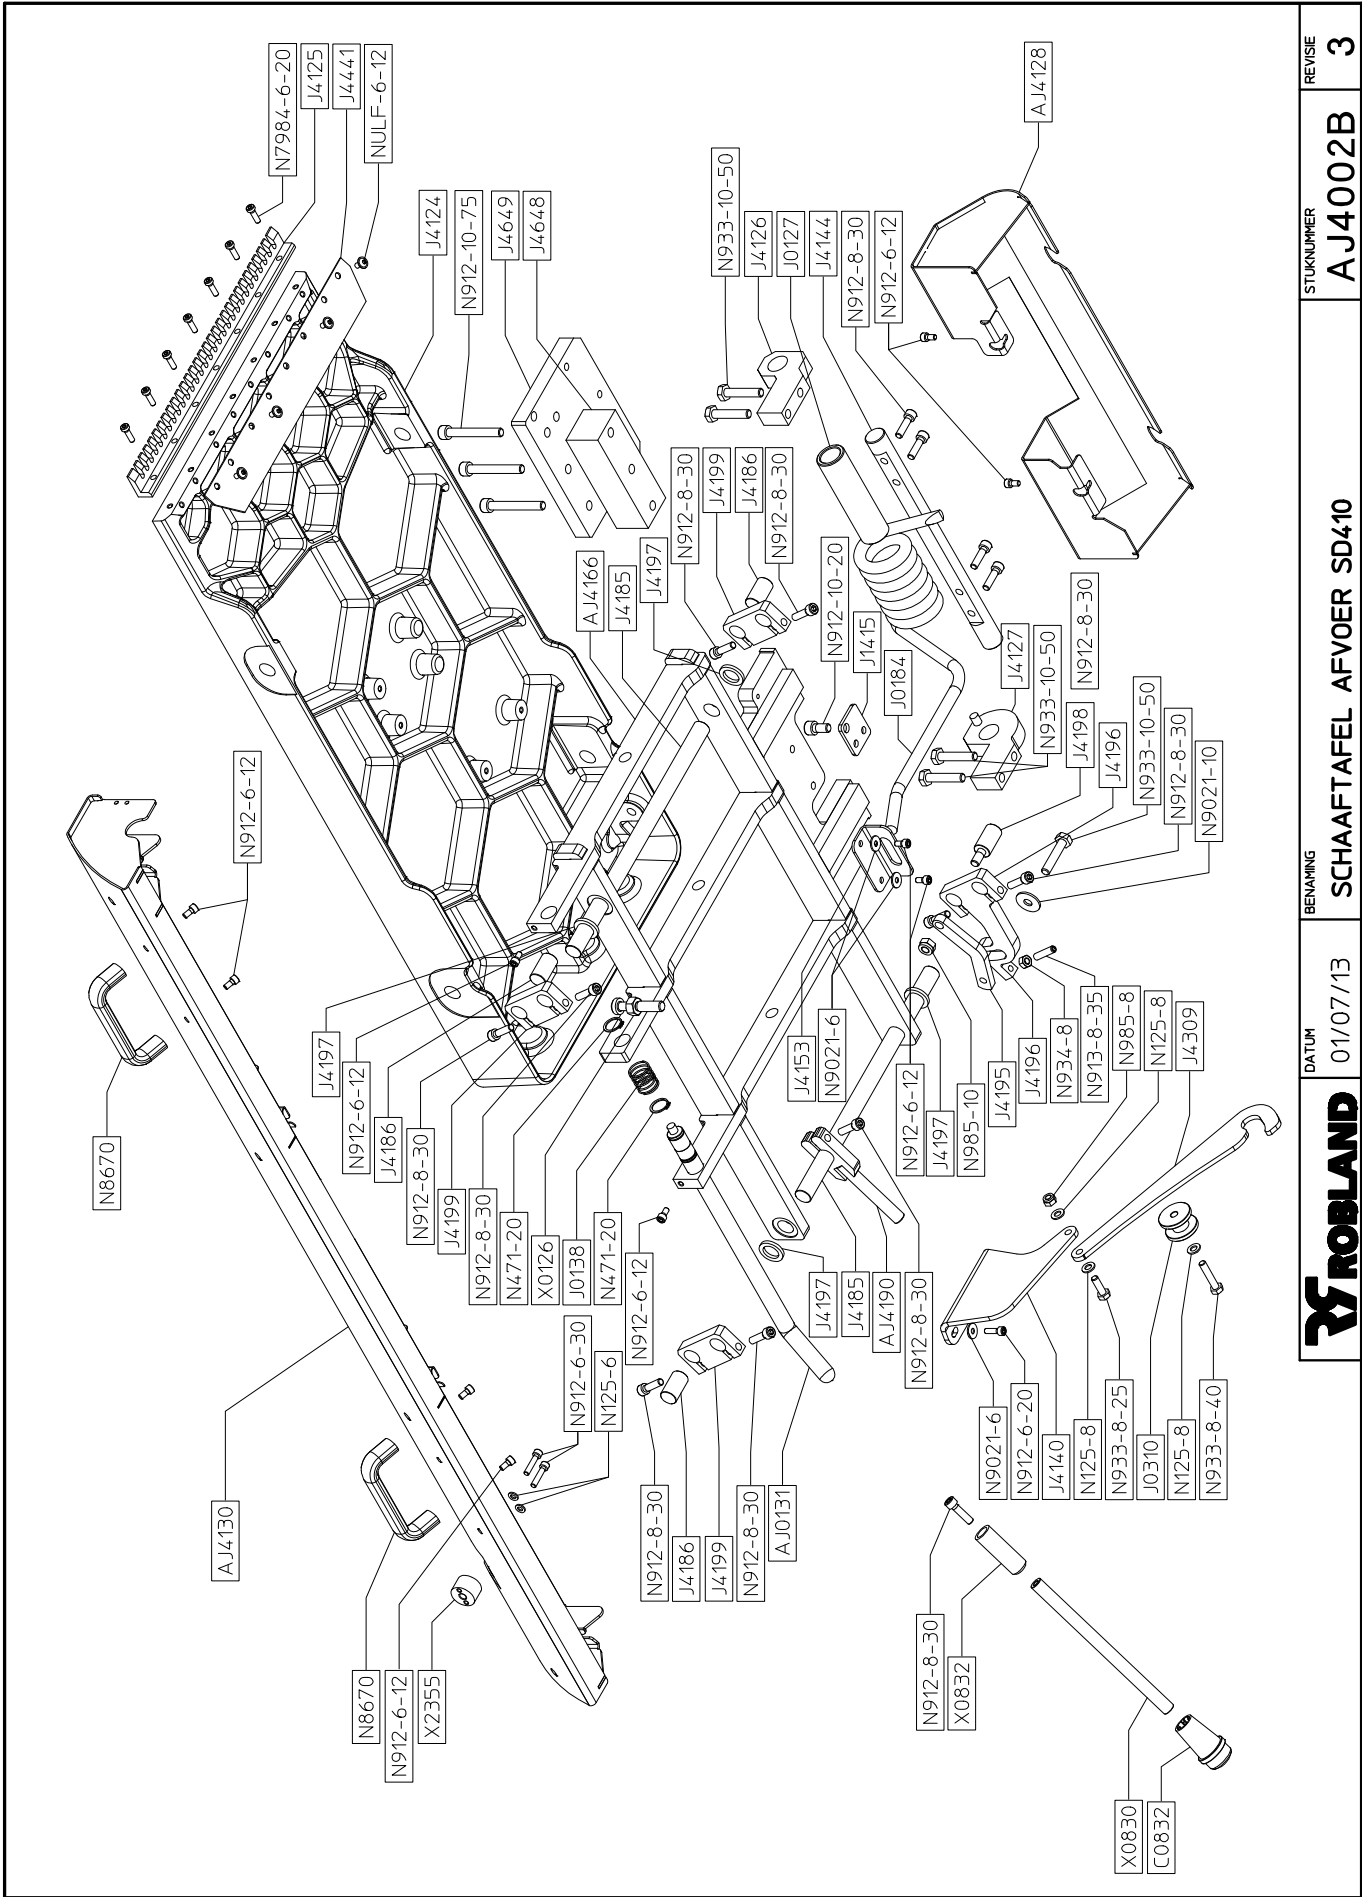 N7984-6-20
J4125
J4441
NULF-6-12
J4124
N912-10-75
J4649
J4648
N933-10-50
J4126
J0127
J4144
N912-8-30
N912-6-12
AJ4128
AJ4166
J4185
J4197
N912-8-30
J4199
J4186
N912-8-30
N912-10-20
J1415
J0184
J4127
N933-10-50
N912-8-30
J4198
J4196
N933-10-50
N912-8-30
N9021-10
N912-6-12
N8670
J4197
N912-6-12
J4186
N912-8-30
J4199
N912-8-30
N471-20
X0126
J0138
N471-20
N912-6-12
J4153
N9021-6
N912-6-12
J4197
N985-10
J4195
J4196
N934-8
N913-8-35
N985-8
N125-8
J4309
AJ4130
N912-6-30
N125-6
J4197
J4185
AJ4190
N912-8-30
N8670
N912-6-12
X2355
N912-8-30
J4186
J4199
N912-8-30
AJ0131
N9021-6
N912-6-20
J4140
N125-8
N933-8-25
J0310
N125-8
N933-8-40
N912-8-30
X0832
X0830
C0832
ROBLAND
DATUM
01/07/13
BENAMING
SCHAAFTAFEL AFVOER SD410
STUKNUMMER
AJ4002B
REVISIE
3